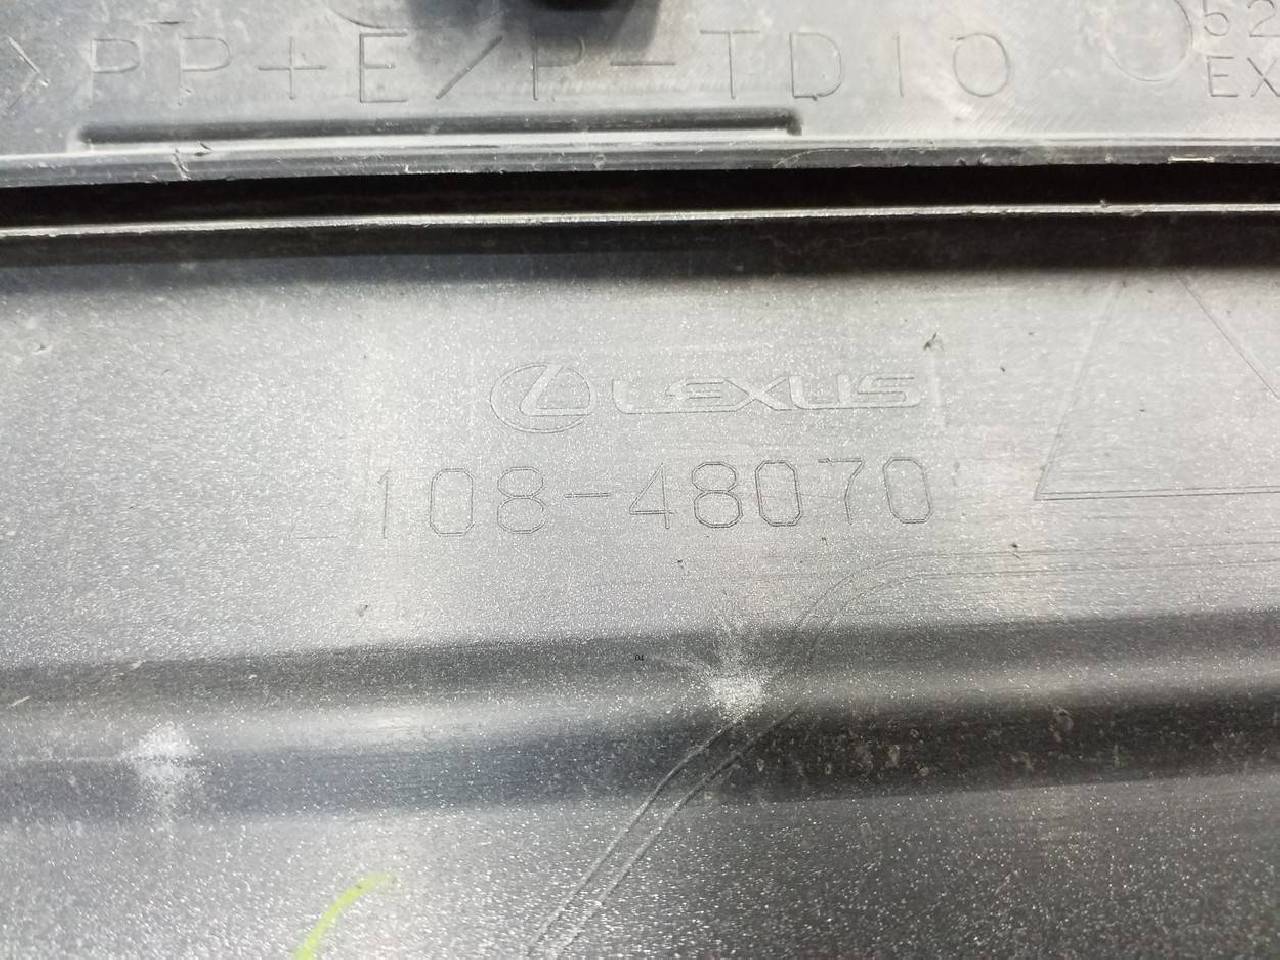 >PP+E/P-TD10
52
EX
LEXUS
108-48070